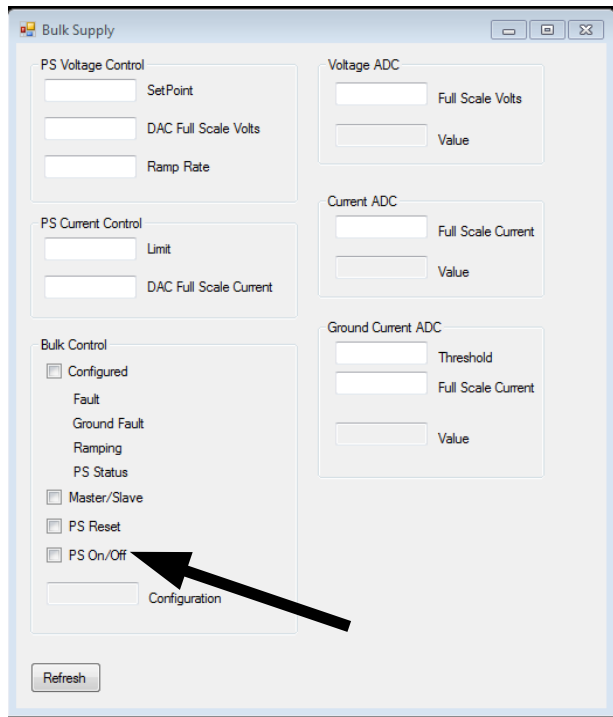 Bulk Supply
PS Voltage Control
SetPoint
DAC Full Scale Volts
Ramp Rate
PS Current Control
Limit
DAC Full Scale Current
Bulk Control
Configured
Fault
Ground Fault
Ramping
PS Status
Master/Slave
PS Reset
PS On/Off
Configuration
Refresh
Voltage ADC
Full Scale Volts
Value
Current ADC
Full Scale Current
Value
Ground Current ADC
Threshold
Full Scale Current
Value